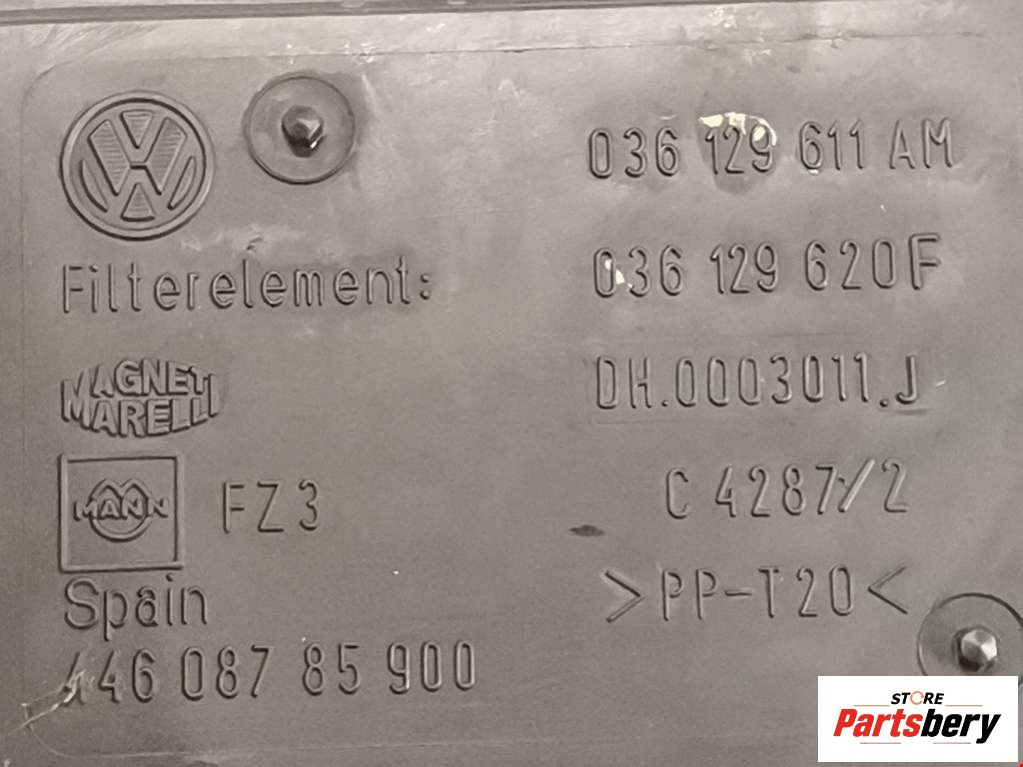 036 129 611 AM
Filterelement: 036 129 620F
MAGNETI MARELLI DH.0003011.J
MANN FZ3 C 4287/2
Spain >PP-T20<
446 087 85 900
STORE
Partsbery